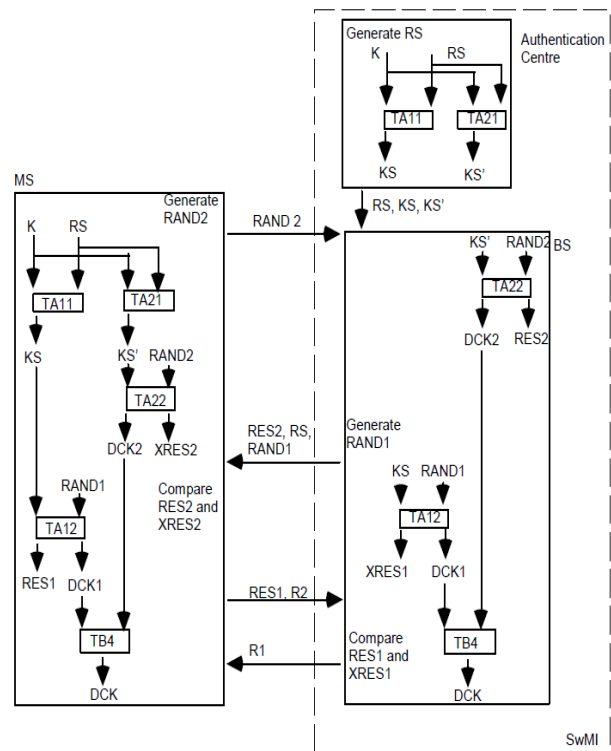 Generate RS
Authentication
Centre
K
RS
TA11
TA21
KS
KS'
RS, KS, KS'
MS
Generate
RAND2
RAND 2
K
RS
TA11
TA21
KS
KS'
RAND2
TA22
DCK2
XRES2
RAND1
Compare
RES2 and
XRES2
TA12
RES1
DCK1
TB4
DCK
RES2, RS,
RAND1
RES1, R2
R1
BS
KS'
RAND2
TA22
DCK2
RES2
Generate
RAND1
KS
RAND1
TA12
XRES1
DCK1
Compare
RES1 and
XRES1
TB4
DCK
SwMI